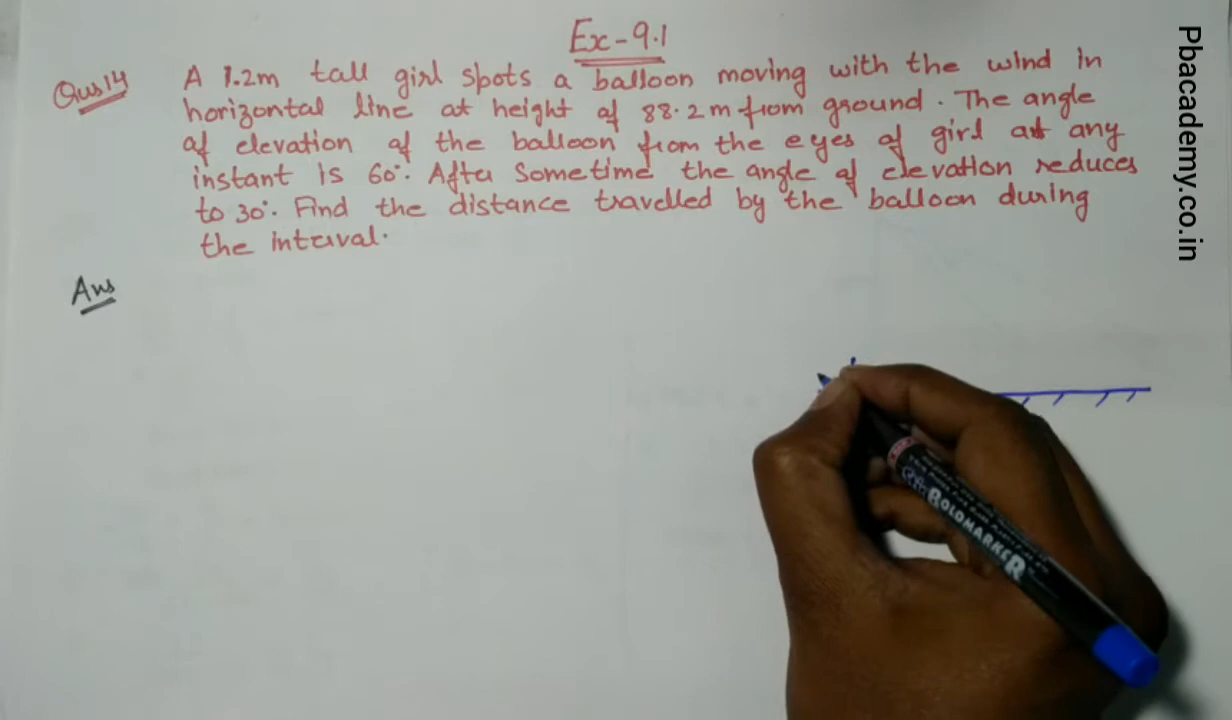 Ex-9.1
Qus 14 A 1.2m tall girl spots a balloon moving with the wind in
horizontal line at height of 88.2 m from ground. The angle
of elevation of the balloon from the eyes of girl at any
instant is 60°. After Sometime the angle of elevation reduces
to 30°. Find the distance travelled by the balloon during
the interval.
Ans
BOLOMARKER
Pbacademy.co.in